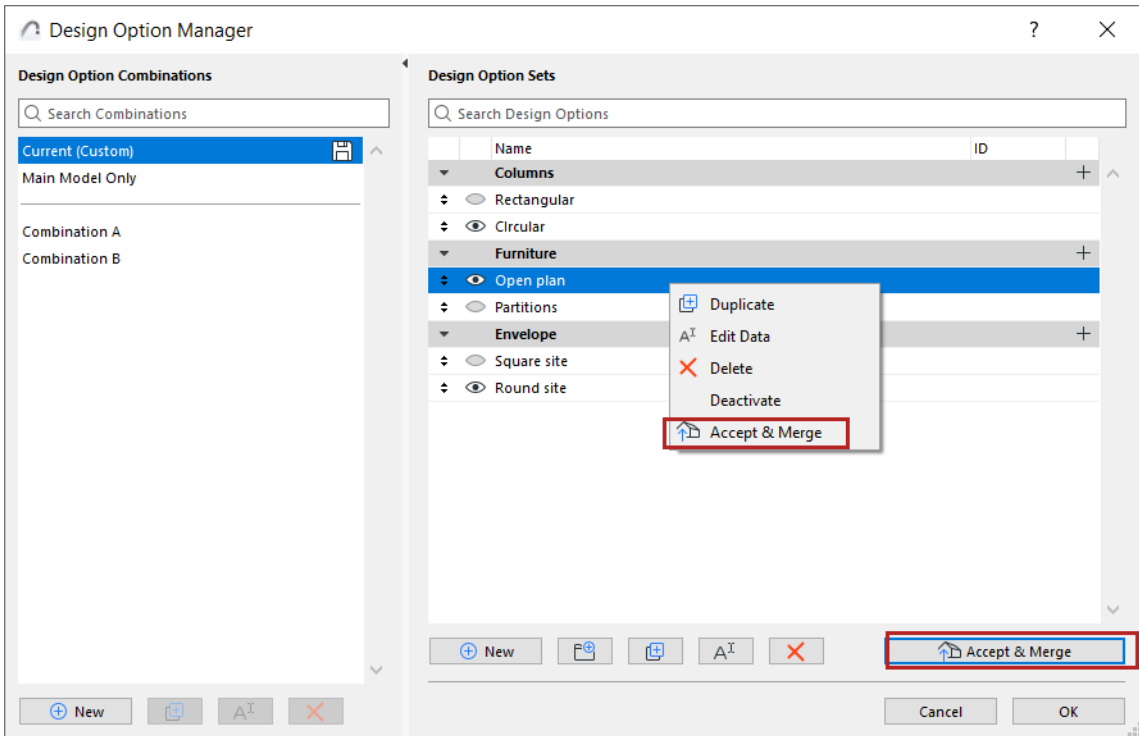 Design Option Manager
?
Design Option Combinations
Search Combinations
Current (Custom)
Main Model Only
Combination A
Combination B
New
Design Option Sets
Search Design Options
Name ID
Columns
Rectangular
CIrcular
Furniture
Open plan
Partitions
Envelope
Square site
Round site
Duplicate
Edit Data
Delete
Deactivate
Accept & Merge
New
Accept & Merge
Cancel
OK